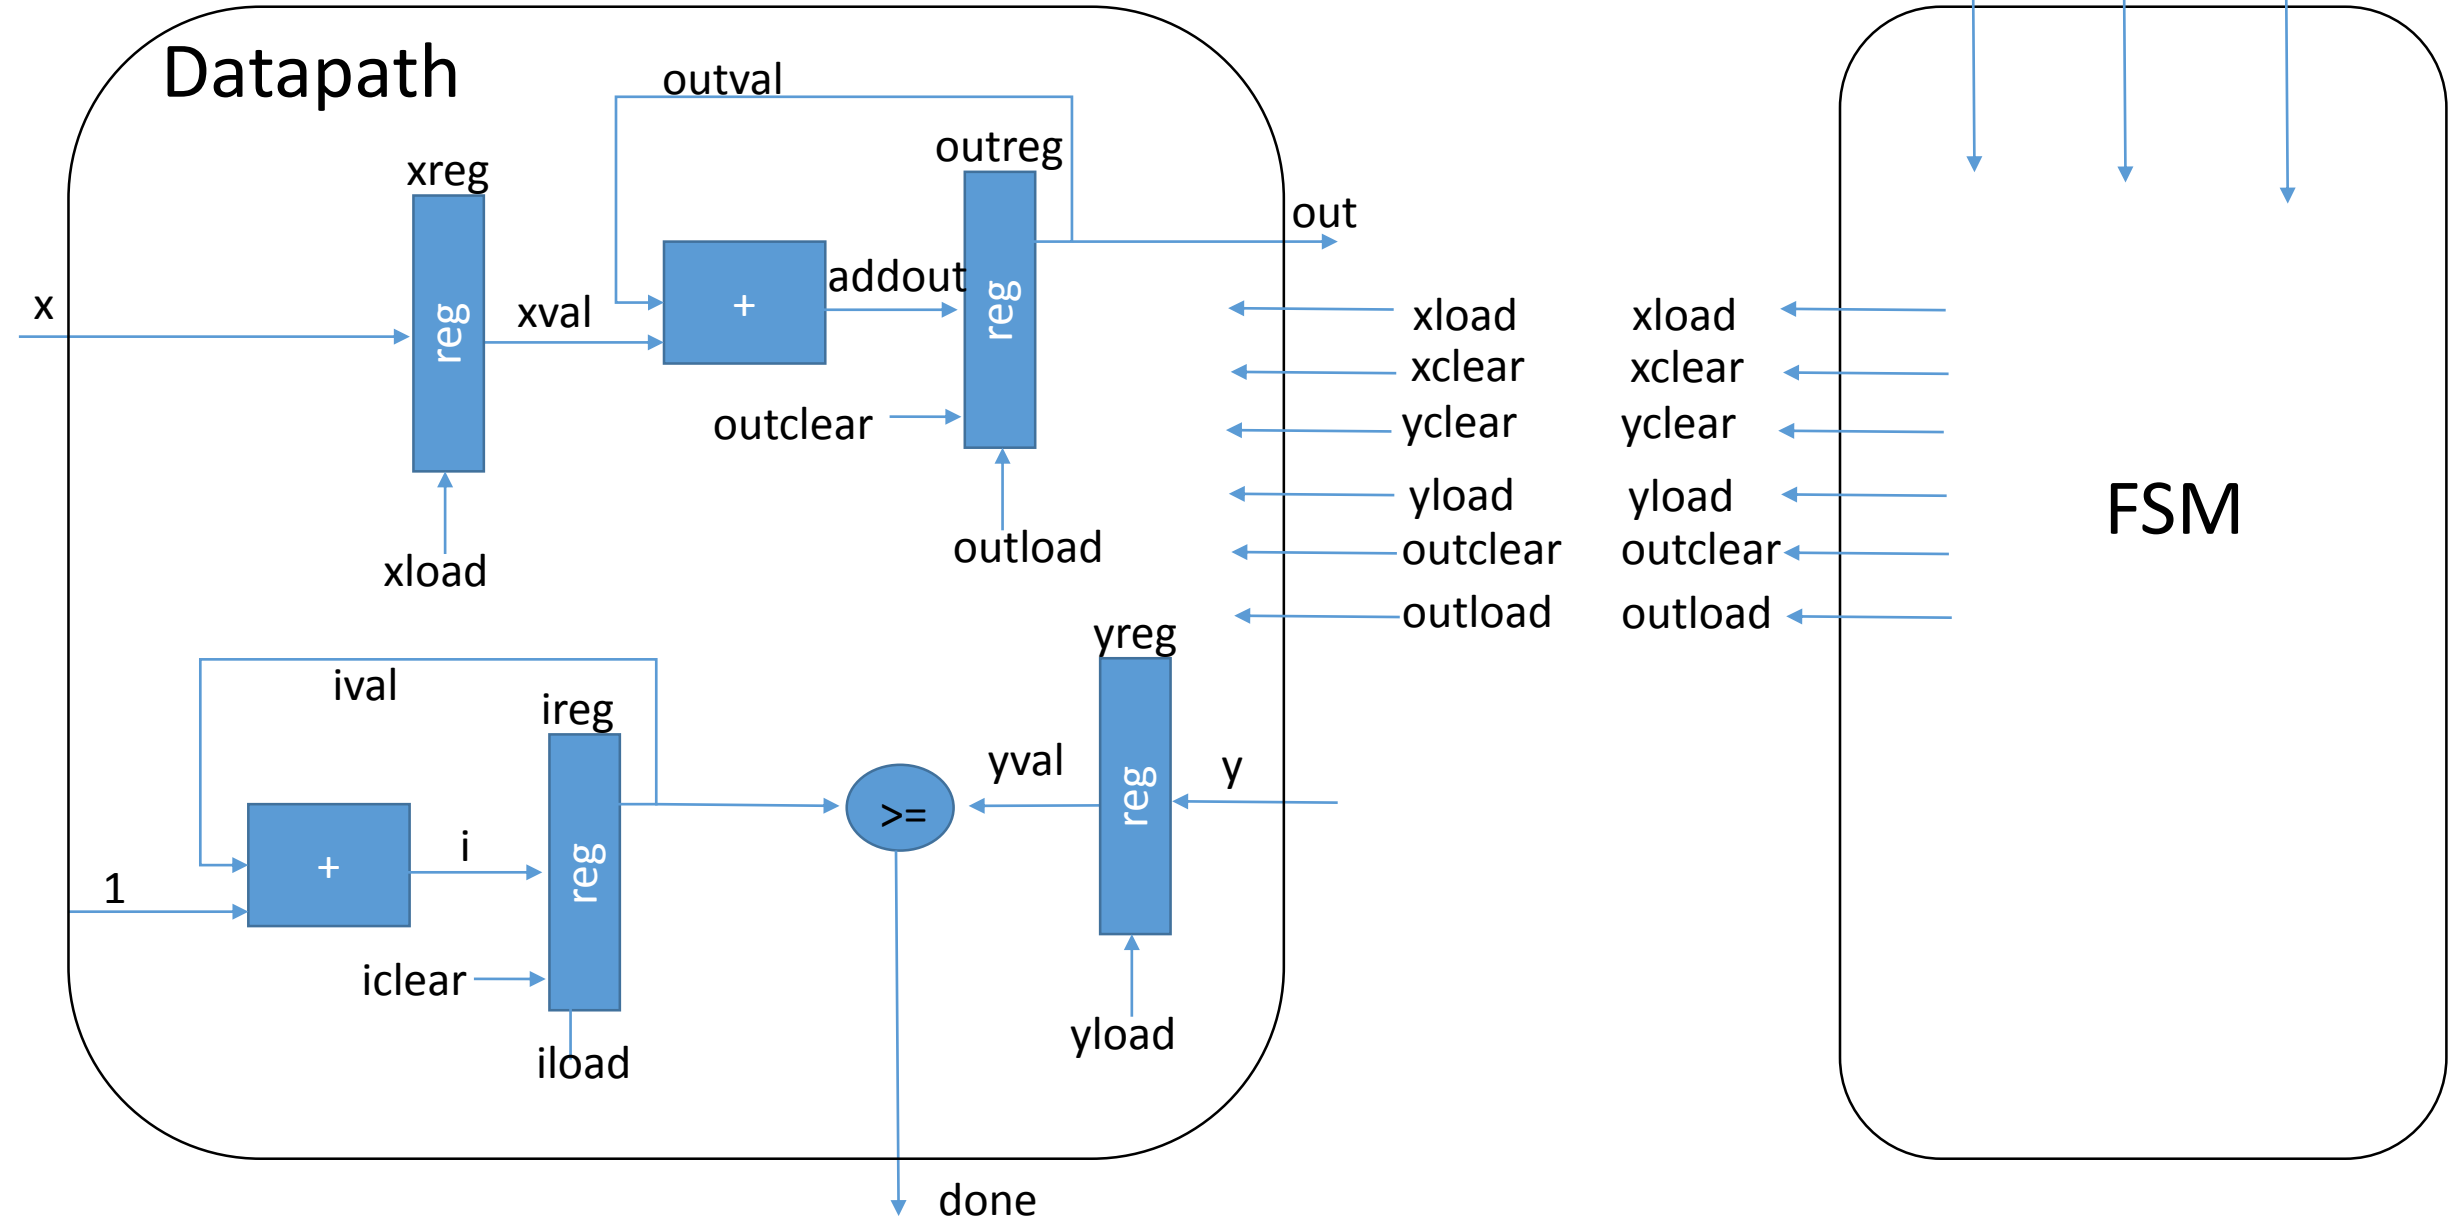 Datapath
outval
outreg
xreg
out
addout
x
xval
+
reg
reg
outclear
outload
xload
xload
xclear
yclear
yload
outclear
outload
xload
xclear
yclear
yload
outclear
outload
FSM
yreg
ival
ireg
yval
y
>=
reg
i
+
reg
1
iclear
iload
yload
done